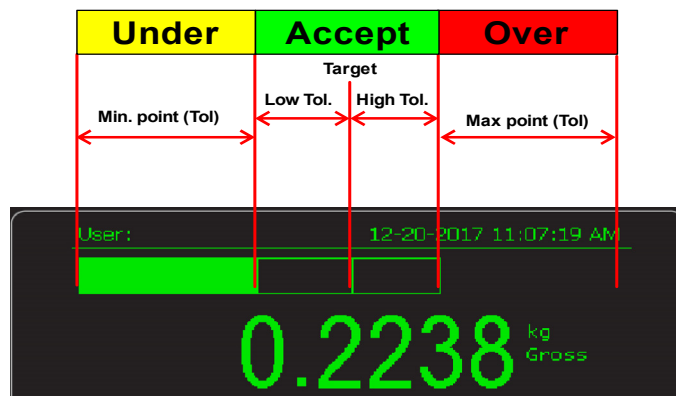 Under Accept Over
Target
Low Tol. High Tol.
Min. point (Tol) Max point (Tol)
User: 12-20-2017 11:07:19 AM
0.2238 kg
Gross